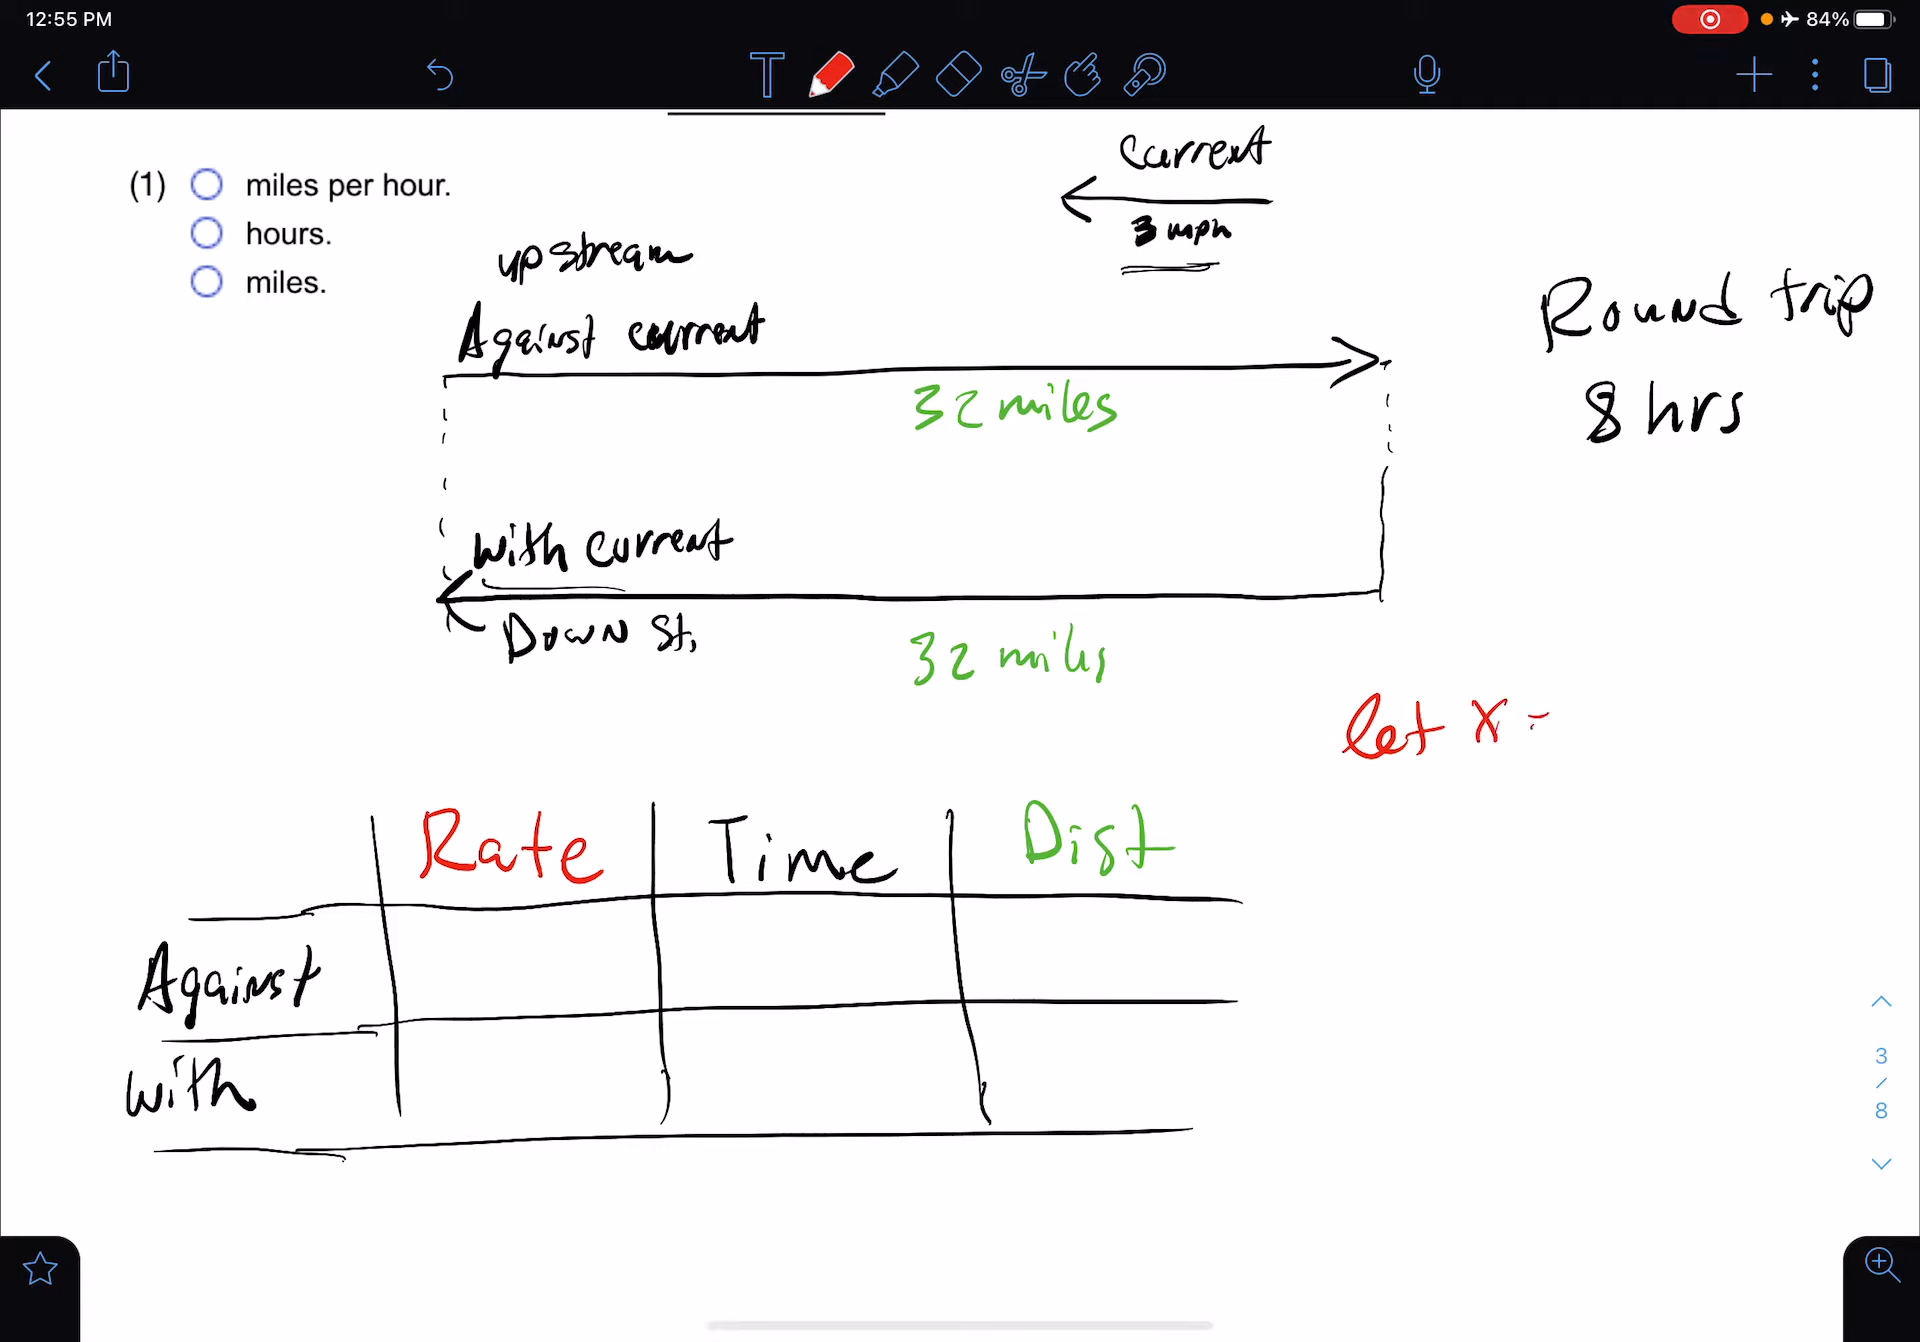 12:55 PM
84%
T
(1) miles per hour.
hours.
miles.
Current
3 mph
upstream
Against current
32 miles
Round trip
8 hrs
With current
Down St.
32 miles
let x =
Rate Time Dist
Against
with
3
/
8